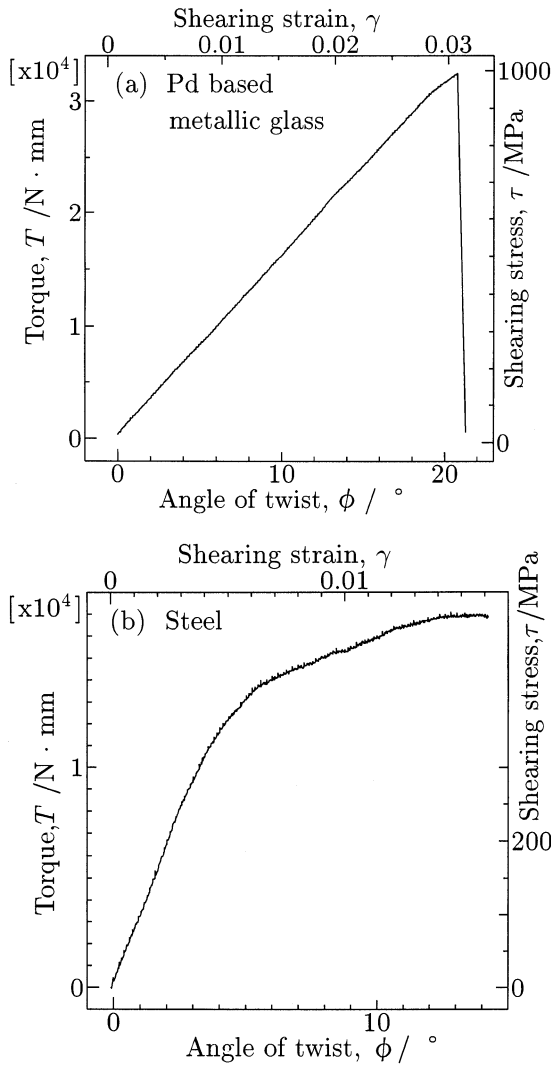 Shearing strain, γ
0 0.01 0.02 0.03
[x10⁴]
(a) Pd based
metallic glass
3
2
1
0
Torque, T /N · mm
1000
0
Shearing stress, τ /MPa
0 10 20
Angle of twist, ϕ / °
Shearing strain, γ
0 0.01
[x10⁴]
(b) Steel
1
0
Torque,T /N · mm
200
0
Shearing stress,τ /MPa
0 10
Angle of twist, ϕ / °